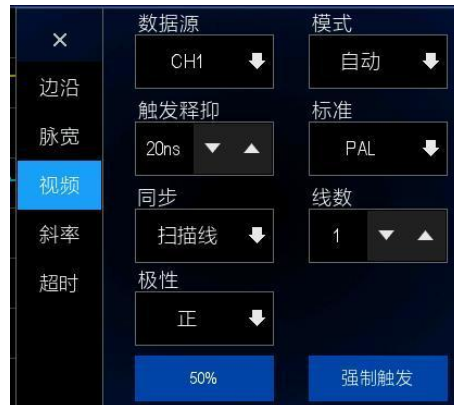 ×
边沿
脉宽
视频
斜率
超时
数据源
模式
CH1
自动
触发释抑
标准
20ns
PAL
同步
线数
扫描线
1
极性
正
50%
强制触发